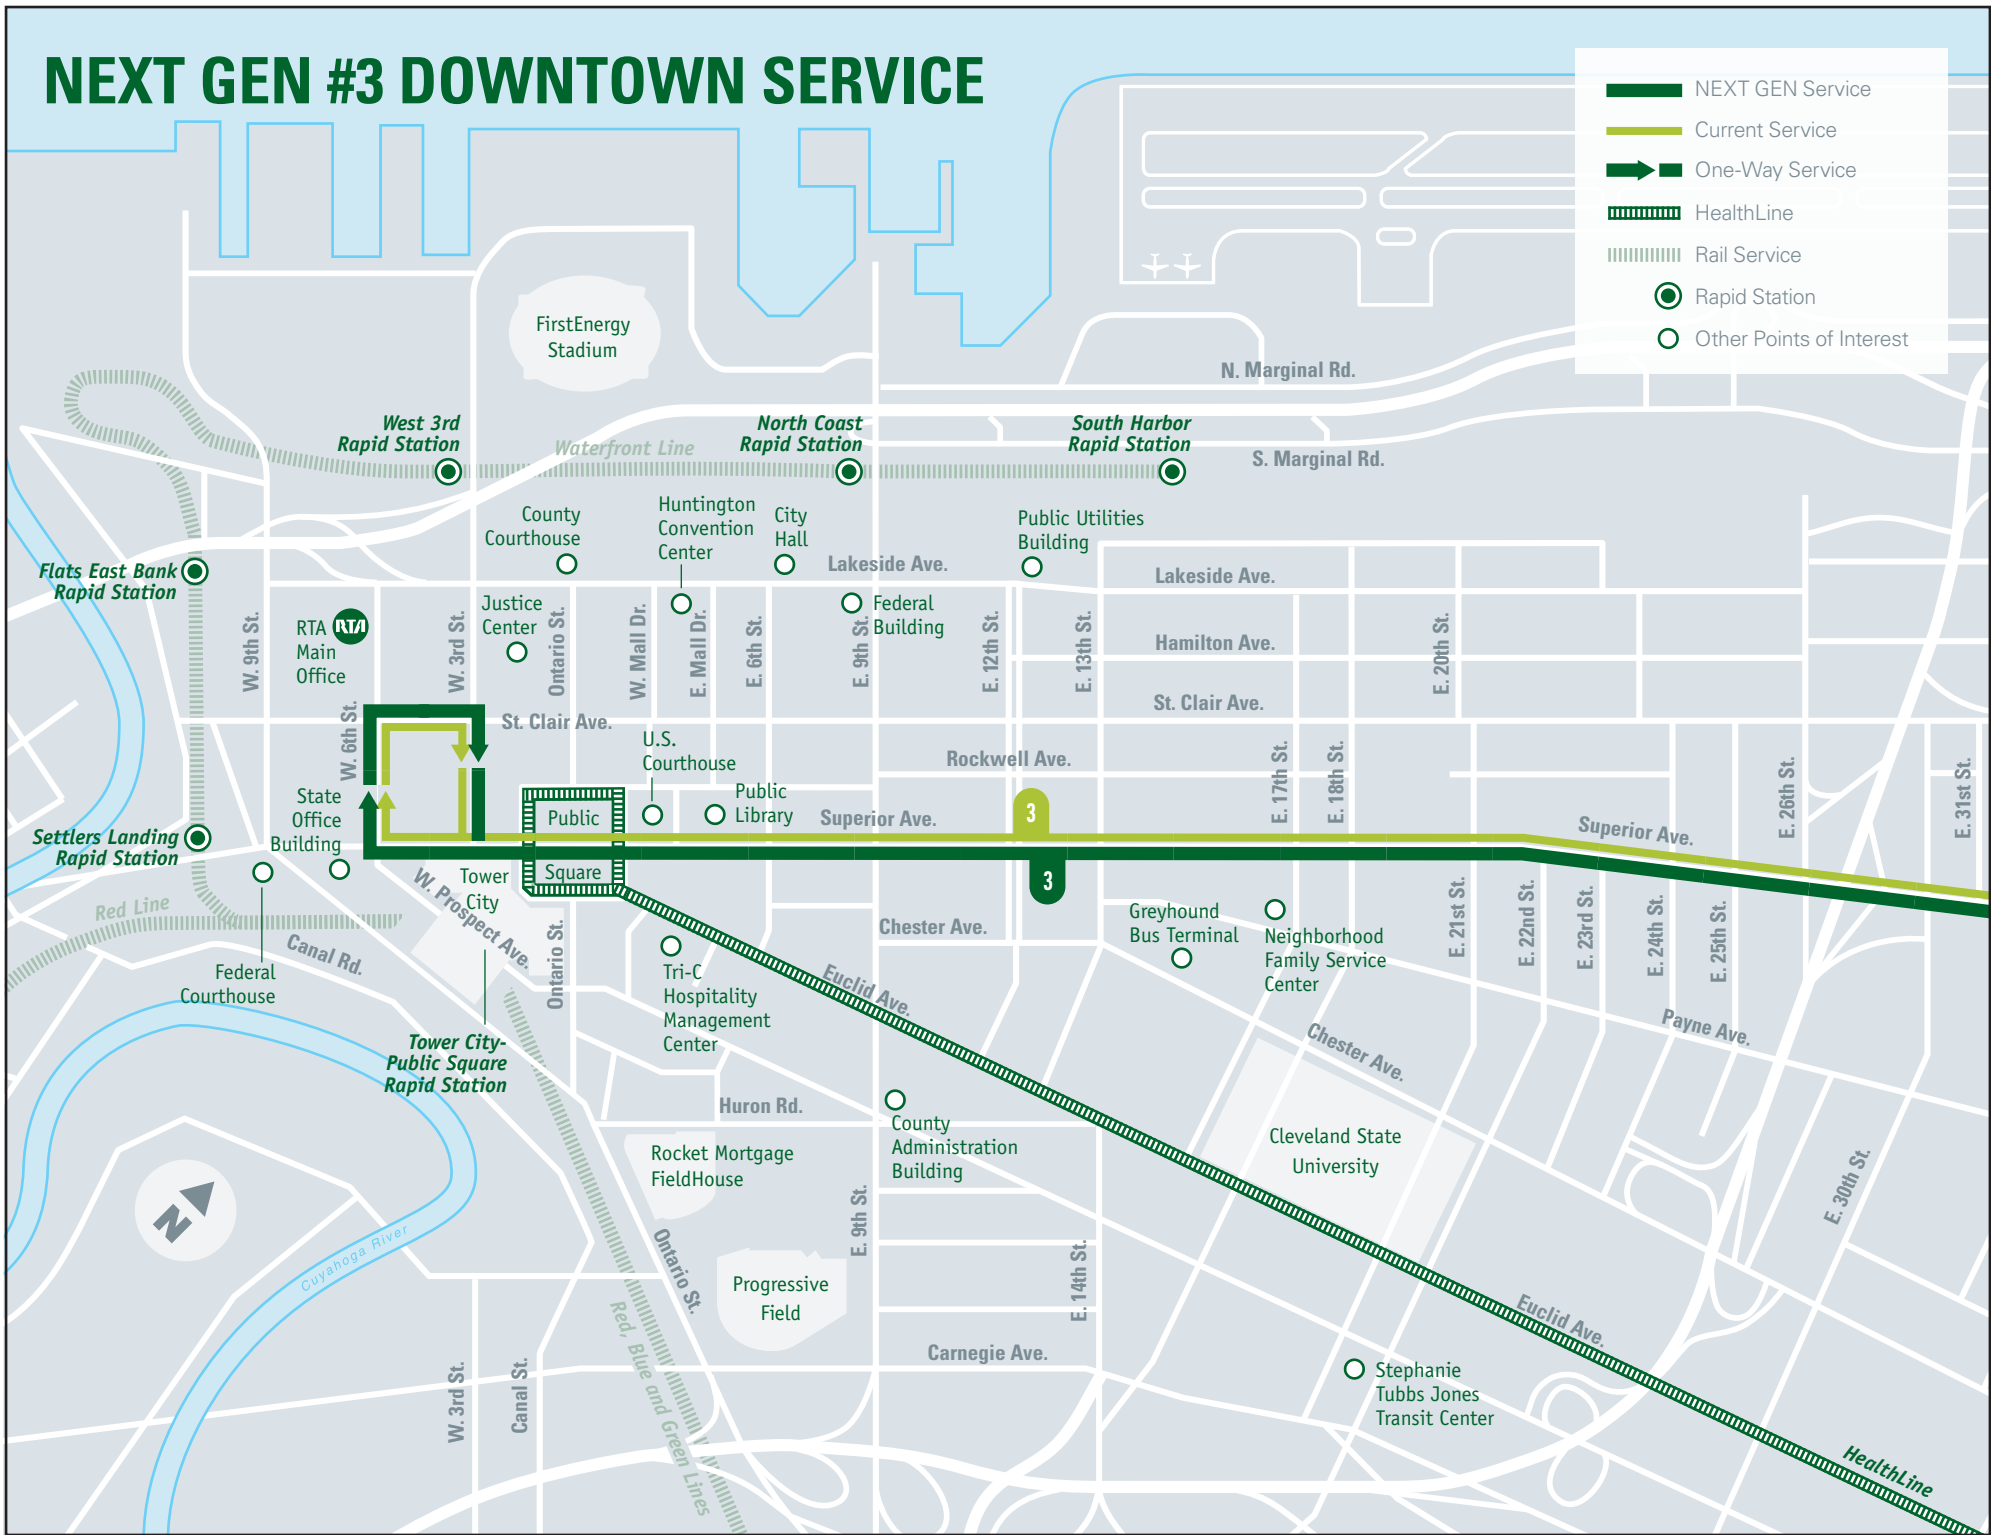 NEXT GEN #3 DOWNTOWN SERVICE
NEXT GEN Service
Current Service
One-Way Service
HealthLine
Rail Service
Rapid Station
Other Points of Interest
FirstEnergy
Stadium
N. Marginal Rd.
S. Marginal Rd.
West 3rd
Rapid Station
Waterfront Line
North Coast
Rapid Station
South Harbor
Rapid Station
County
Courthouse
Huntington
Convention
Center
City
Hall
Public Utilities
Building
Lakeside Ave.
Lakeside Ave.
Flats East Bank
Rapid Station
RTA
Main
Office
RTA
Justice
Center
Federal
Building
W. 9th St.
W. 3rd St.
Ontario St.
W. Mall Dr.
E. Mall Dr.
E. 6th St.
E. 9th St.
E. 12th St.
E. 13th St.
Hamilton Ave.
E. 20th St.
W. 6th St.
St. Clair Ave.
St. Clair Ave.
U.S.
Courthouse
Rockwell Ave.
E. 17th St.
E. 18th St.
E. 26th St.
E. 31st St.
State
Office
Building
Public
Square
Public
Library
Superior Ave.
3
Superior Ave.
3
Settlers Landing
Rapid Station
Tower
City
W. Prospect Ave.
Red Line
Canal Rd.
Federal
Courthouse
Ontario St.
Tri-C
Hospitality
Management
Center
Chester Ave.
Euclid Ave.
Greyhound
Bus Terminal
Neighborhood
Family Service
Center
E. 21st St.
E. 22nd St.
E. 23rd St.
E. 24th St.
E. 25th St.
Payne Ave.
Chester Ave.
Tower City-
Public Square
Rapid Station
Huron Rd.
County
Administration
Building
Rocket Mortgage
FieldHouse
Cleveland State
University
E. 30th St.
N
Cuyahoga River
Ontario St.
E. 9th St.
E. 14th St.
Progressive
Field
Red, Blue and Green Lines
Euclid Ave.
Carnegie Ave.
W. 3rd St.
Canal St.
Stephanie
Tubbs Jones
Transit Center
HealthLine